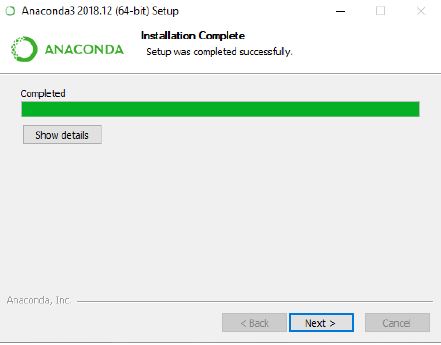 Anaconda3 2018.12 (64-bit) Setup
Installation Complete
Setup was completed successfully.
ANACONDA
Completed
Show details
Anaconda, Inc.
< Back
Next >
Cancel